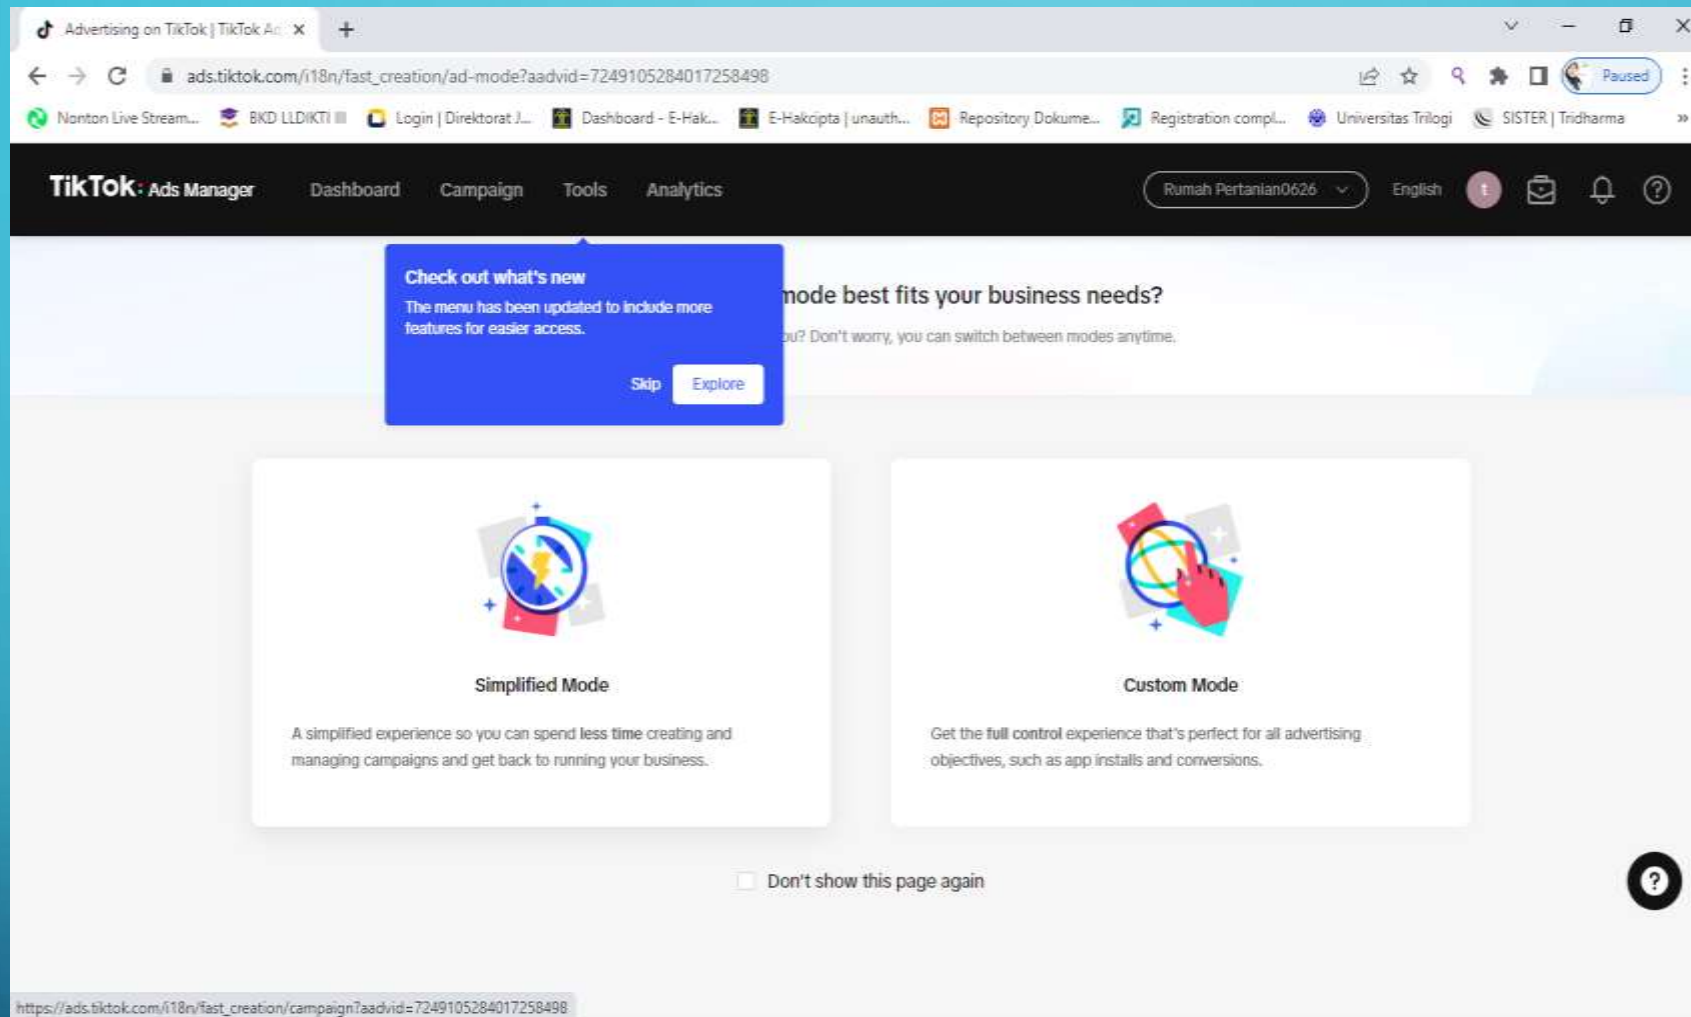 Advertising on TikTok | TikTok Ad
ads.tiktok.com/i18n/fast_creation/ad-mode?aadvid=7249105284017258498
Paused
Nonton Live Stream...
BKD LLDIKTI III
Login | Direktorat J...
Dashboard - E-Hak...
E-Hakcipta | unauth...
Repository Dokume...
Registration compl...
Universitas Trilogi
SISTER | Tridharma
»
TikTok: Ads Manager
Dashboard
Campaign
Tools
Analytics
Rumah Pertanian0626
English
t
?
Check out what's new
The menu has been updated to include more
features for easier access.
Skip
Explore
mode best fits your business needs?
ou? Don't worry, you can switch between modes anytime.
Simplified Mode
A simplified experience so you can spend less time creating and
managing campaigns and get back to running your business.
Custom Mode
Get the full control experience that's perfect for all advertising
objectives, such as app installs and conversions.
Don't show this page again
?
https://ads.tiktok.com/i18n/fast_creation/campaign?aadvid=7249105284017258498